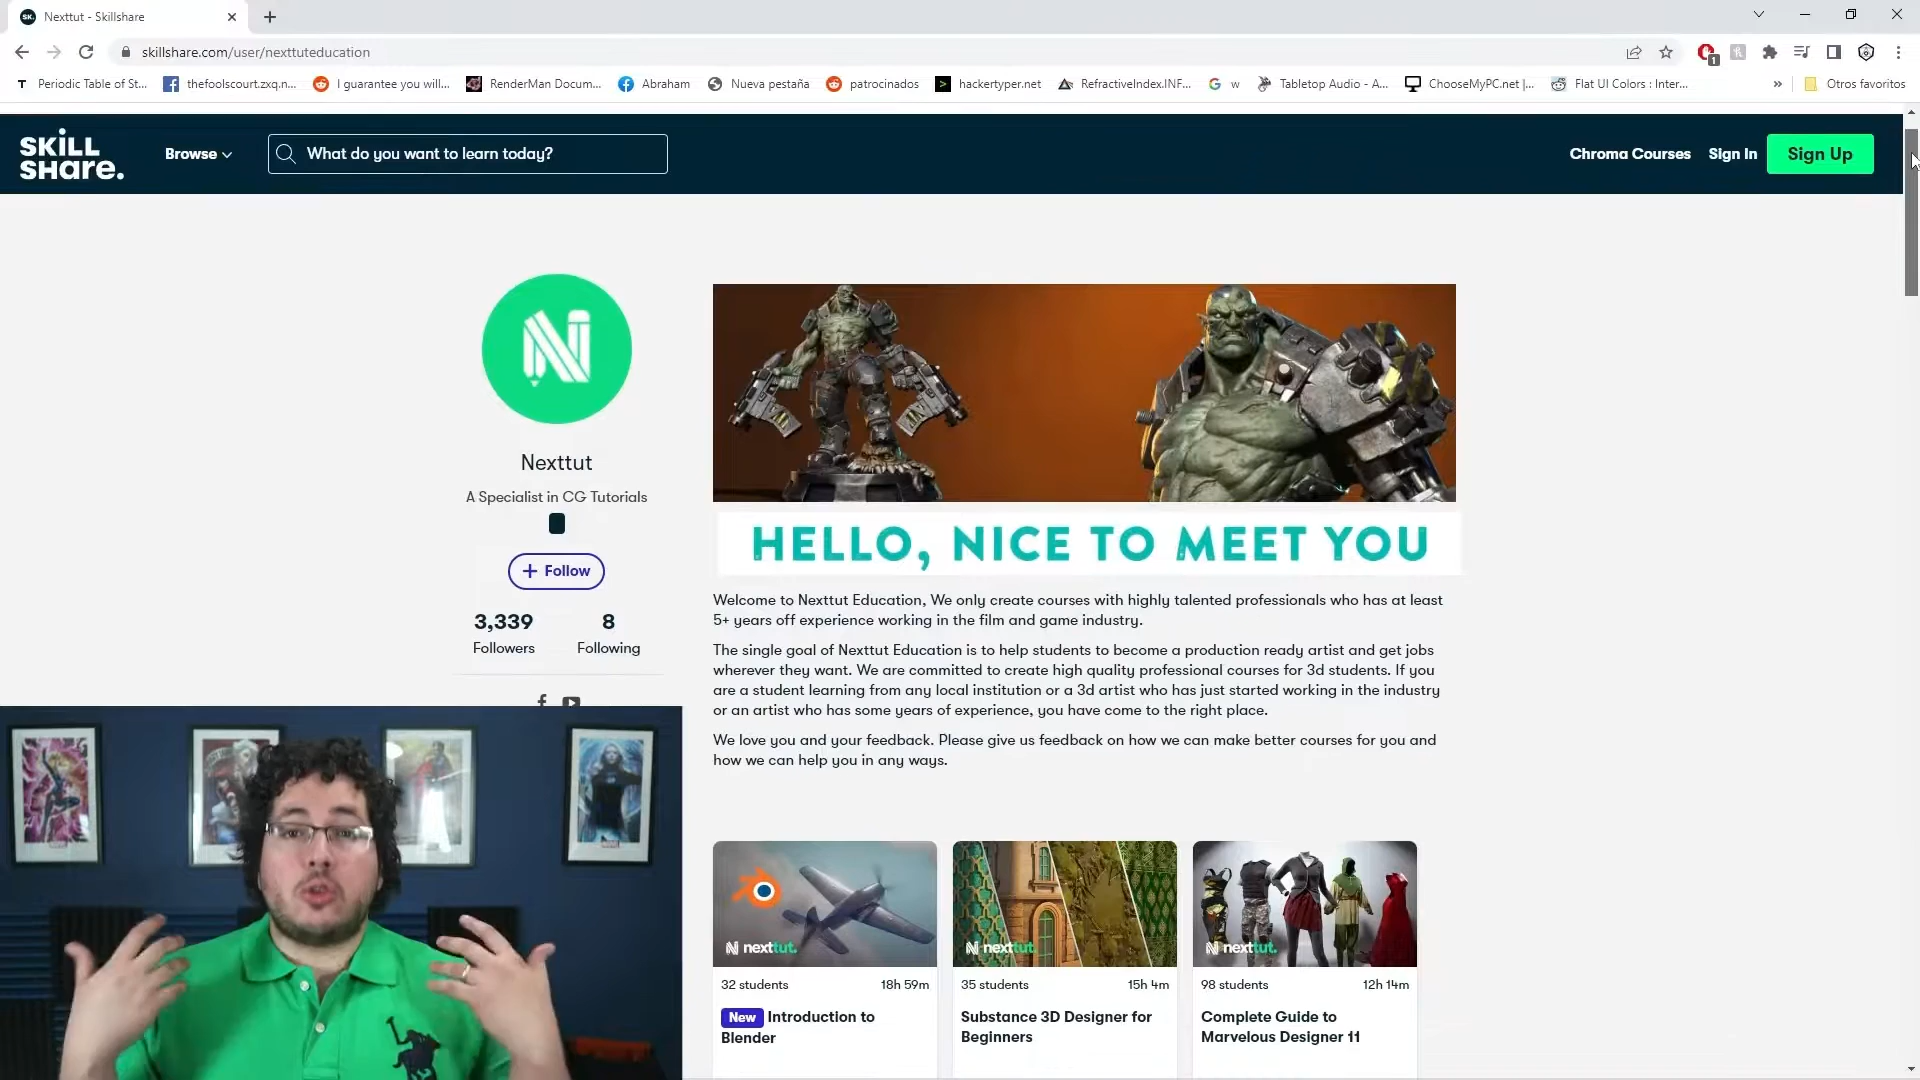 Nexttut - Skillshare
skillshare.com/user/nexttuteducation
1
T Periodic Table of St...
thefoolscourt.zxq.n...
I guarantee you will...
RenderMan Docum...
Abraham
Nueva pestaña
patrocinados
hackertyper.net
RefractiveIndex.INF...
G w
Tabletop Audio - A...
ChooseMyPC.net |...
Flat UI Colors : Inter...
» Otros favoritos
SKILL
SHARE.
Browse
What do you want to learn today?
Chroma Courses
Sign In
Sign Up
N
Nexttut
A Specialist in CG Tutorials
+ Follow
3,339
Followers
8
Following
HELLO, NICE TO MEET YOU
Welcome to Nexttut Education, We only create courses with highly talented professionals who has at least
5+ years off experience working in the film and game industry.
The single goal of Nexttut Education is to help students to become a production ready artist and get jobs
wherever they want. We are committed to create high quality professional courses for 3d students. If you
are a student learning from any local institution or a 3d artist who has just started working in the industry
or an artist who has some years of experience, you have come to the right place.
We love you and your feedback. Please give us feedback on how we can make better courses for you and
how we can help you in any ways.
nexttut.
nexttut.
nexttut.
32 students 18h 59m
35 students 15h 4m
98 students 12h 14m
New Introduction to
Blender
Substance 3D Designer for
Beginners
Complete Guide to
Marvelous Designer 11